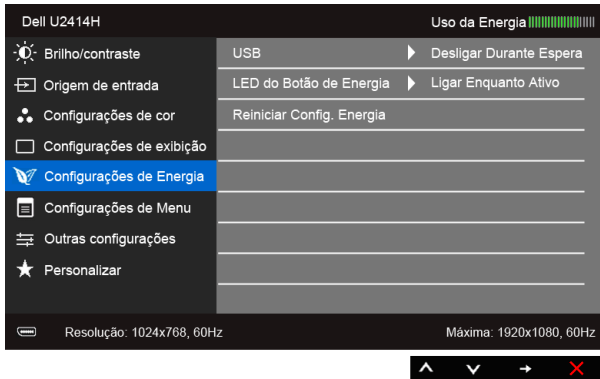 Dell U2414H Uso da Energia
Brilho/contraste USB Desligar Durante Espera
Origem de entrada LED do Botão de Energia Ligar Enquanto Ativo
Configurações de cor Reiniciar Config. Energia
Configurações de exibição
Configurações de Energia
Configurações de Menu
Outras configurações
Personalizar
Resolução: 1024x768, 60Hz Máxima: 1920x1080, 60Hz